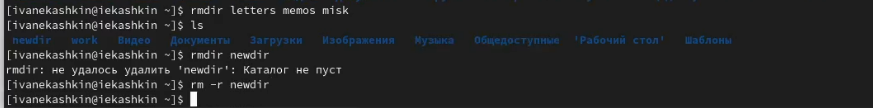 [ivanekashkin@iekashkin ~]$ rmdir letters memos misk
[ivanekashkin@iekashkin ~]$ ls
newdir work Видео Документы Загрузки Изображения Музыка Общедоступные 'Рабочий стол' Шаблоны
[ivanekashkin@iekashkin ~]$ rmdir newdir
rmdir: не удалось удалить 'newdir': Каталог не пуст
[ivanekashkin@iekashkin ~]$ rm -r newdir
[ivanekashkin@iekashkin ~]$